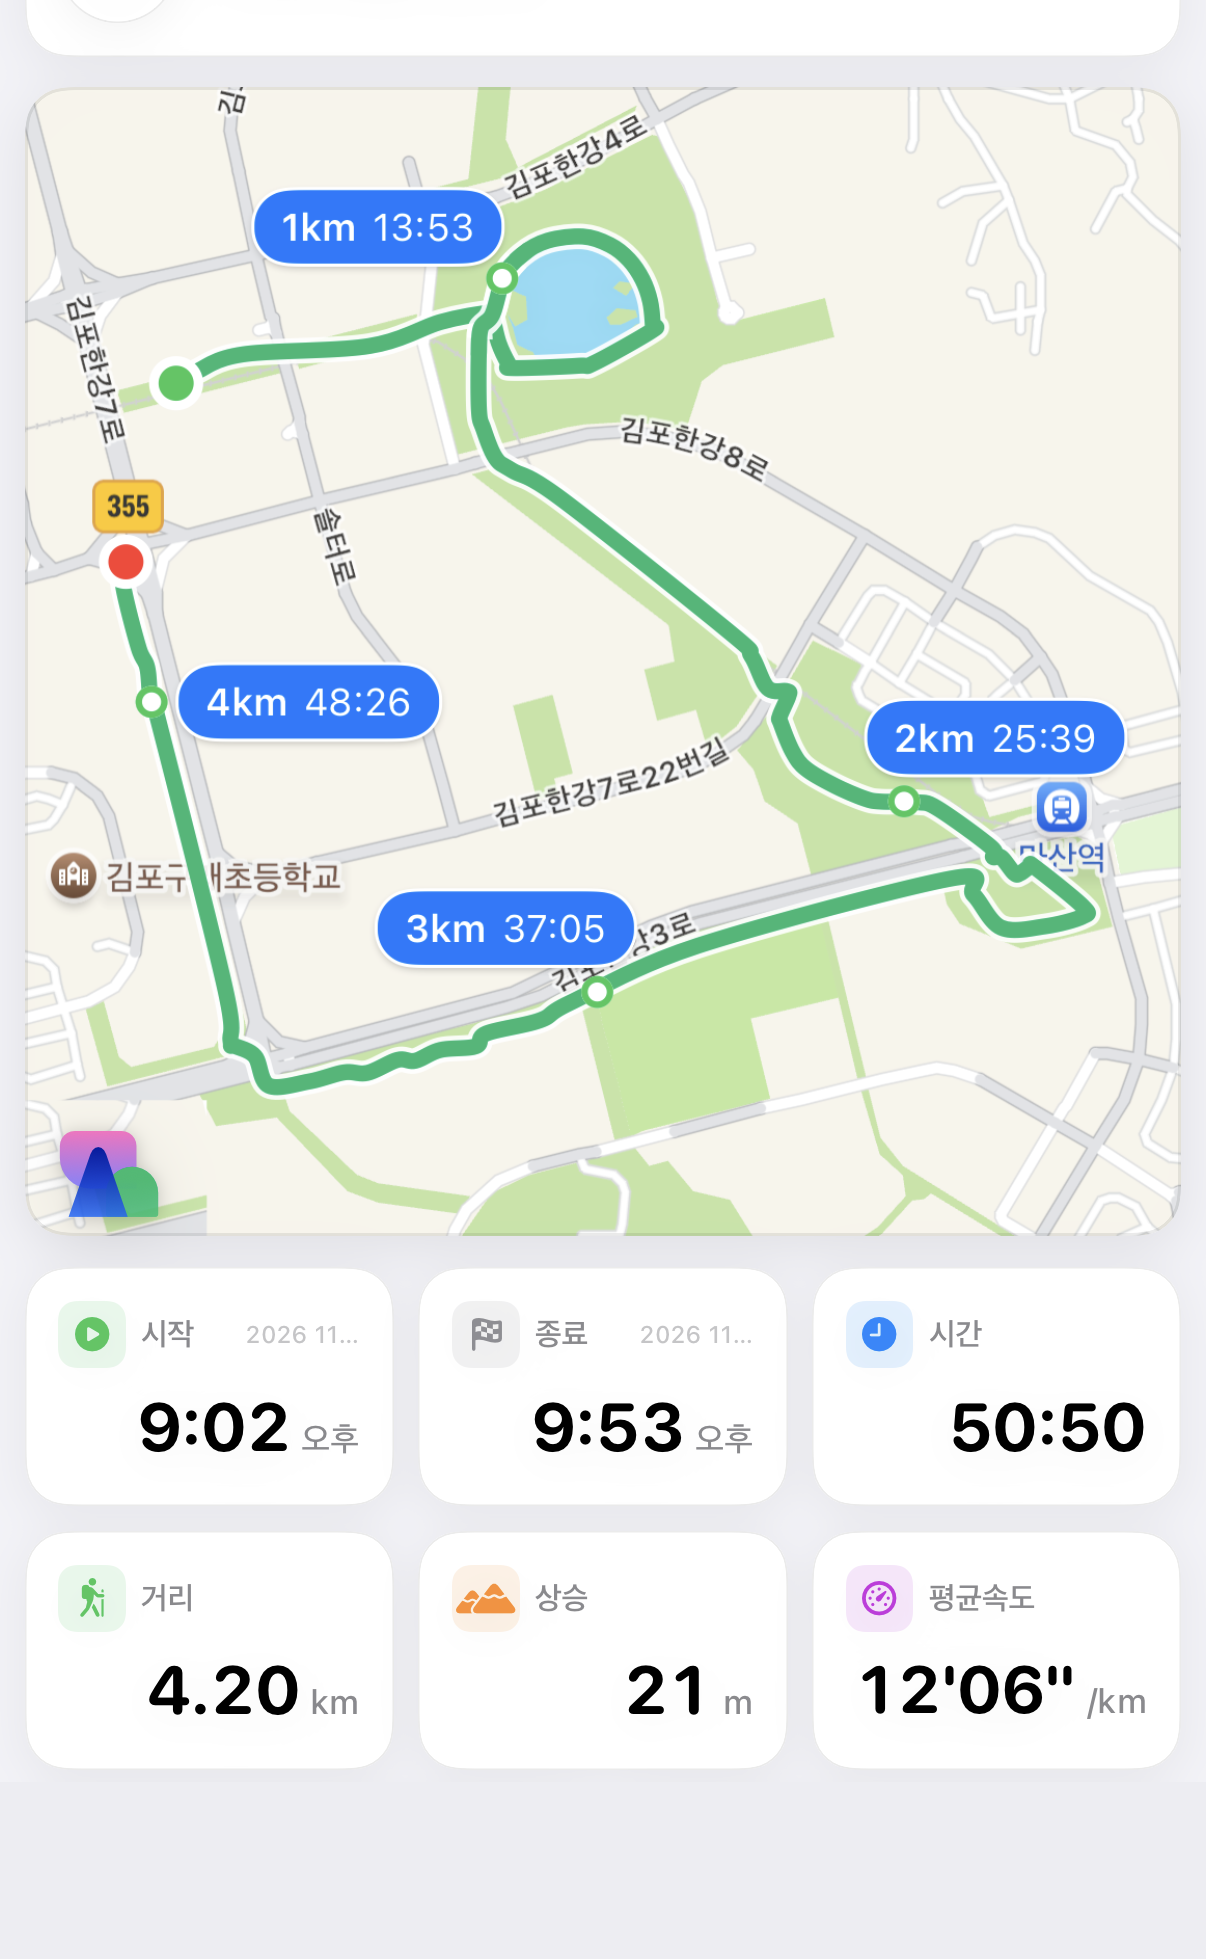 김포한강4로
1km 13:53
김포한강7로
김포한강8로
355
솔터로
4km 48:26
2km 25:39
김포한강7로22번길
마산역
3km 37:05
시작 2026 11...
9:02 오후
종료 2026 11...
9:53 오후
시간
50:50
거리
4.20 km
상승
21 m
평균속도
12'06" /km